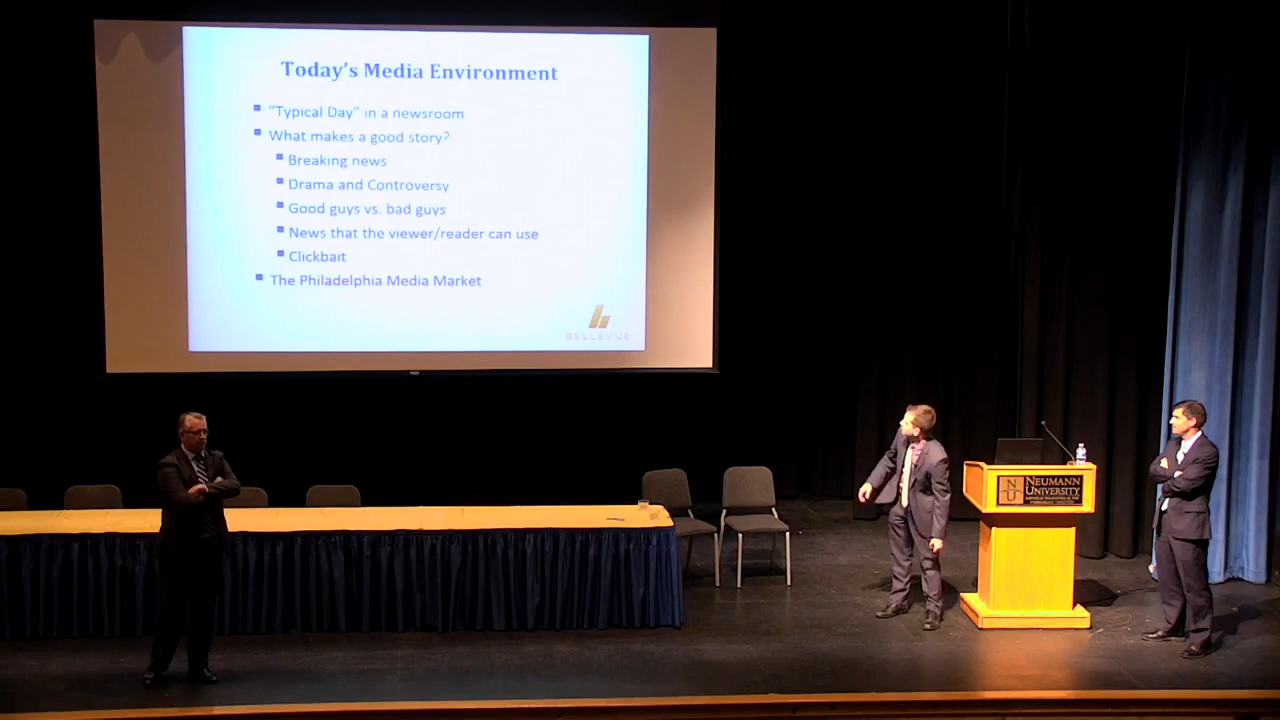 Today's Media Environment
"Typical Day" in a newsroom
What makes a good story?
Breaking news
Drama and Controversy
Good guys vs. bad guys
News that the viewer/reader can use
Clickbait
The Philadelphia Media Market
BELLEVUE
N
U
NEUMANN
UNIVERSITY